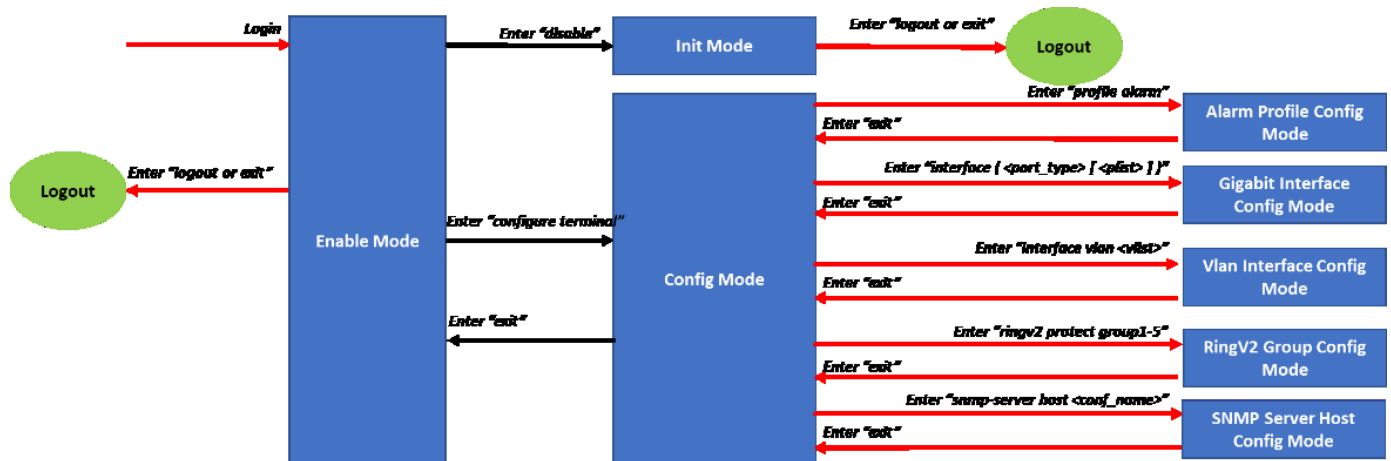 Login
Enter "disable"
Init Mode
Enter "logout or exit"
Logout
Enter "profile alarm"
Alarm Profile Config
Mode
Enter "exit"
Enter "logout or exit"
Logout
Enter "interface ( <port_type> [ <plist> ] )"
Gigabit Interface
Config Mode
Enter "exit"
Enable Mode
Enter "configure terminal"
Config Mode
Enter "interface vlan <vlist>"
Vlan Interface Config
Mode
Enter "exit"
Enter "exit"
Enter "ringv2 protect group1-5"
RingV2 Group Config
Mode
Enter "exit"
Enter "snmp-server host <conf_name>"
SNMP Server Host
Config Mode
Enter "exit"